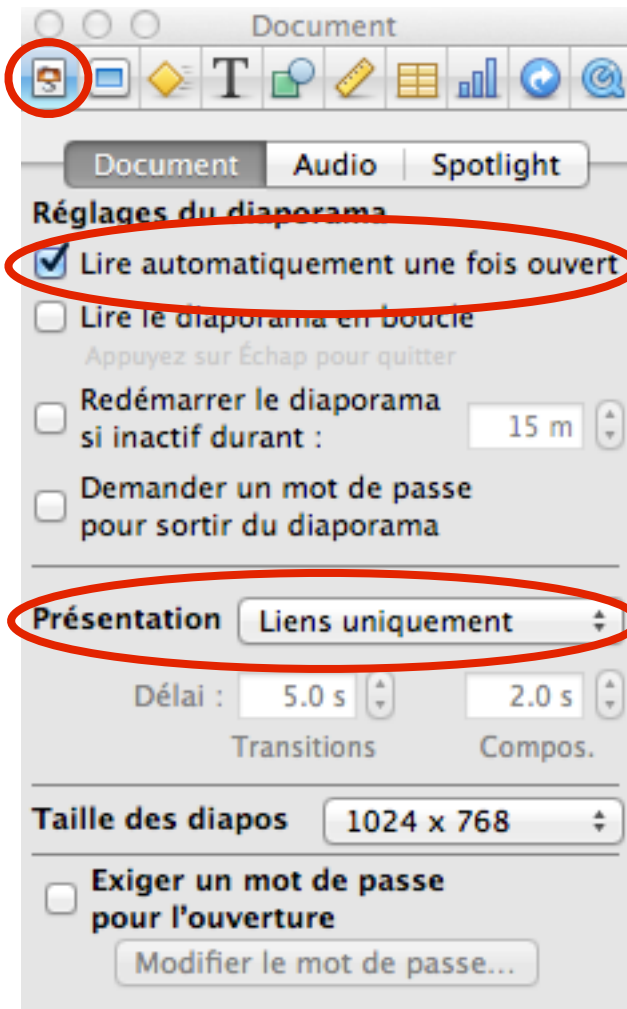 Document
T
Document Audio Spotlight
Réglages du diaporama
Lire automatiquement une fois ouvert
Lire le diaporama en boucle
Appuyez sur Échap pour quitter
Redémarrer le diaporama
si inactif durant : 15 m
Demander un mot de passe
pour sortir du diaporama
Présentation Liens uniquement
Délai : 5.0 s 2.0 s
Transitions Compos.
Taille des diapos 1024 x 768
Exiger un mot de passe
pour l'ouverture
Modifier le mot de passe...